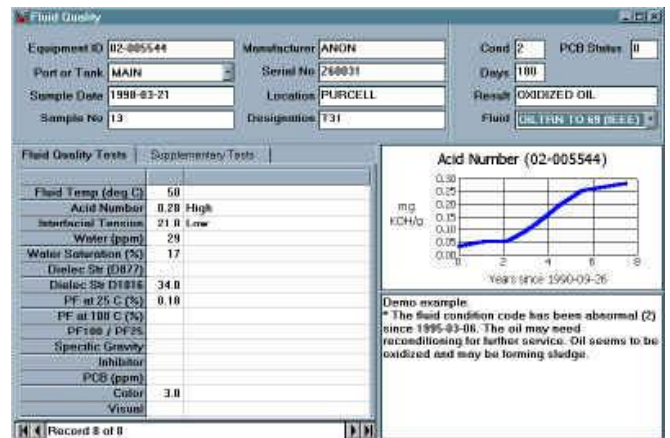 Fluid Quality
Equipment ID 02-005544 Manufacturer ANON Cond 2 PCB Status 0
Port or Tank MAIN Serial No 260031 Days 180
Sample Date 1998-03-21 Location PURCELL Result OXIDIZED OIL
Sample No 13 Designation T31 Fluid OIL TRN TO 69 (IEEE)
Fluid Quality Tests Supplementary Tests
Fluid Temp (deg C) 50
Acid Number 0.28 High
Interfacial Tension 21.0 Low
Water (ppm) 29
Water Saturation (%) 17
Dielec Str (D877)
Dielec Str D1816 34.0
PF at 25 C (%) 0.10
PF at 100 C (%)
PF100 / PF25
Specific Gravity
Inhibitor
PCB (ppm)
Color 3.0
Visual
Record 8 of 8
Acid Number (02-005544)
mg KOH/g
0.30
0.25
0.20
0.15
0.10
0.05
0.00
0 2 4 6 8
Years since 1990-09-26
Demo example.
* The fluid condition code has been abnormal (2)
since 1995-03-06. The oil may need
reconditioning for further service. Oil seems to be
oxidized and may be forming sludge.